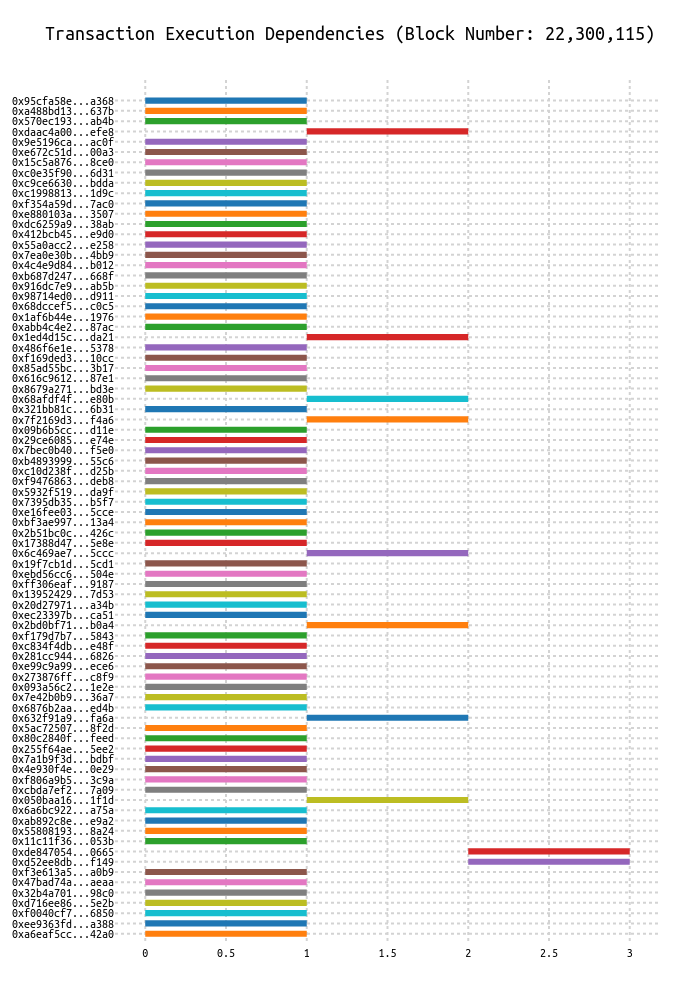 Transaction Execution Dependencies (Block Number: 22,300,115)
0x95cfa58e...a368
0xa488bd13...637b
0x570ec193...ab4b
0xdaac4a00...efe8
0x9e5196ca...ac0f
0xe672c51d...00a3
0x15c5a876...8ce0
0xc0e35f90...6d31
0xc9ce6630...bdda
0xc1998813...1d9c
0xf354a59d...7ac0
0xe880103a...3507
0xdc6259a9...38ab
0x412bcb45...e9d0
0x55a0acc2...e258
0x7ea0e30b...4bb9
0x4c4e9d84...b012
0xb687d247...668f
0x916dc7e9...ab5b
0x98714ed0...d911
0x68dccef5...c0c5
0x1af6b44e...1976
0xabb4c4e2...87ac
0x1ed4d15c...da21
0x486f6e1e...5378
0xf169ded3...10cc
0x85ad55bc...3b17
0x616c9612...87e1
0x8679a271...bd3e
0x68afdf4f...e80b
0x321bb81c...6b31
0x7f2169d3...f4a6
0x09b6b5cc...d11e
0x29ce6085...e74e
0x7bec0b40...f5e0
0xb4893999...55c6
0xc10d238f...d25b
0xf9476863...deb8
0x5932f519...da9f
0x7395db35...b5f7
0xe16fee03...5cce
0xbf3ae997...13a4
0x2b51bc0c...426c
0x17388d47...5e8e
0x6c469ae7...5ccc
0x19f7cb1d...5cd1
0xebd56cc6...504e
0xff306eaf...9187
0x13952429...7d53
0x20d27971...a34b
0xec23397b...ca51
0x2bd0bf71...b0a4
0xf179d7b7...5843
0xc834f4db...e48f
0x281cc944...6826
0xe99c9a99...ece6
0x273876ff...c8f9
0x093a56c2...1e2e
0x7e42b0b9...36a7
0x6876b2aa...ed4b
0x632f91a9...fa6a
0x5ac72507...8f2d
0x80c2840f...feed
0x255f64ae...5ee2
0x7a1b9f3d...bdbf
0x4e930f4e...0e29
0xf806a9b5...3c9a
0xcbda7ef2...7a09
0x050baa16...1f1d
0x6a6bc922...a75a
0xab892c8e...e9a2
0x55808193...8a24
0x11c11f36...053b
0xde847054...0665
0xd52ee8db...f149
0xf3e613a5...a0b9
0x47bad74a...aeaa
0x32b4a701...98c0
0xd716ee86...5e2b
0xf0040cf7...6850
0xee9363fd...a388
0xa6eaf5cc...42a0
0 0.5 1 1.5 2 2.5 3